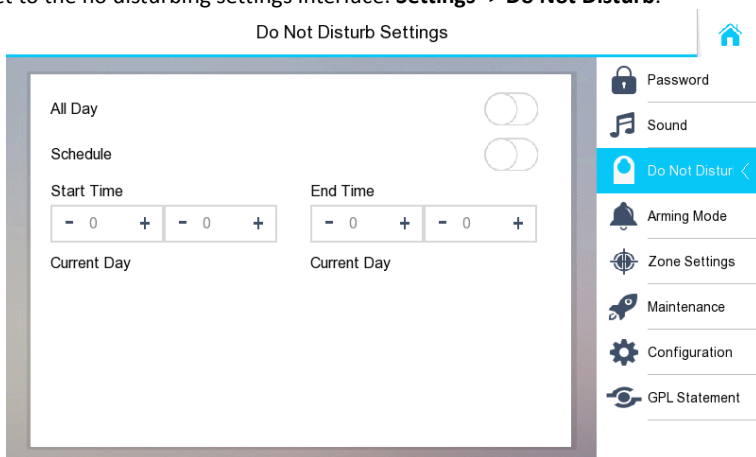 et to the no disturbing settings interface: Settings -> Do Not Disturb.
Do Not Disturb Settings
All Day
Schedule
Start Time End Time
- 0 + - 0 + - 0 + - 0 +
Current Day Current Day
Password
Sound
Do Not Distur <
Arming Mode
Zone Settings
Maintenance
Configuration
GPL Statement